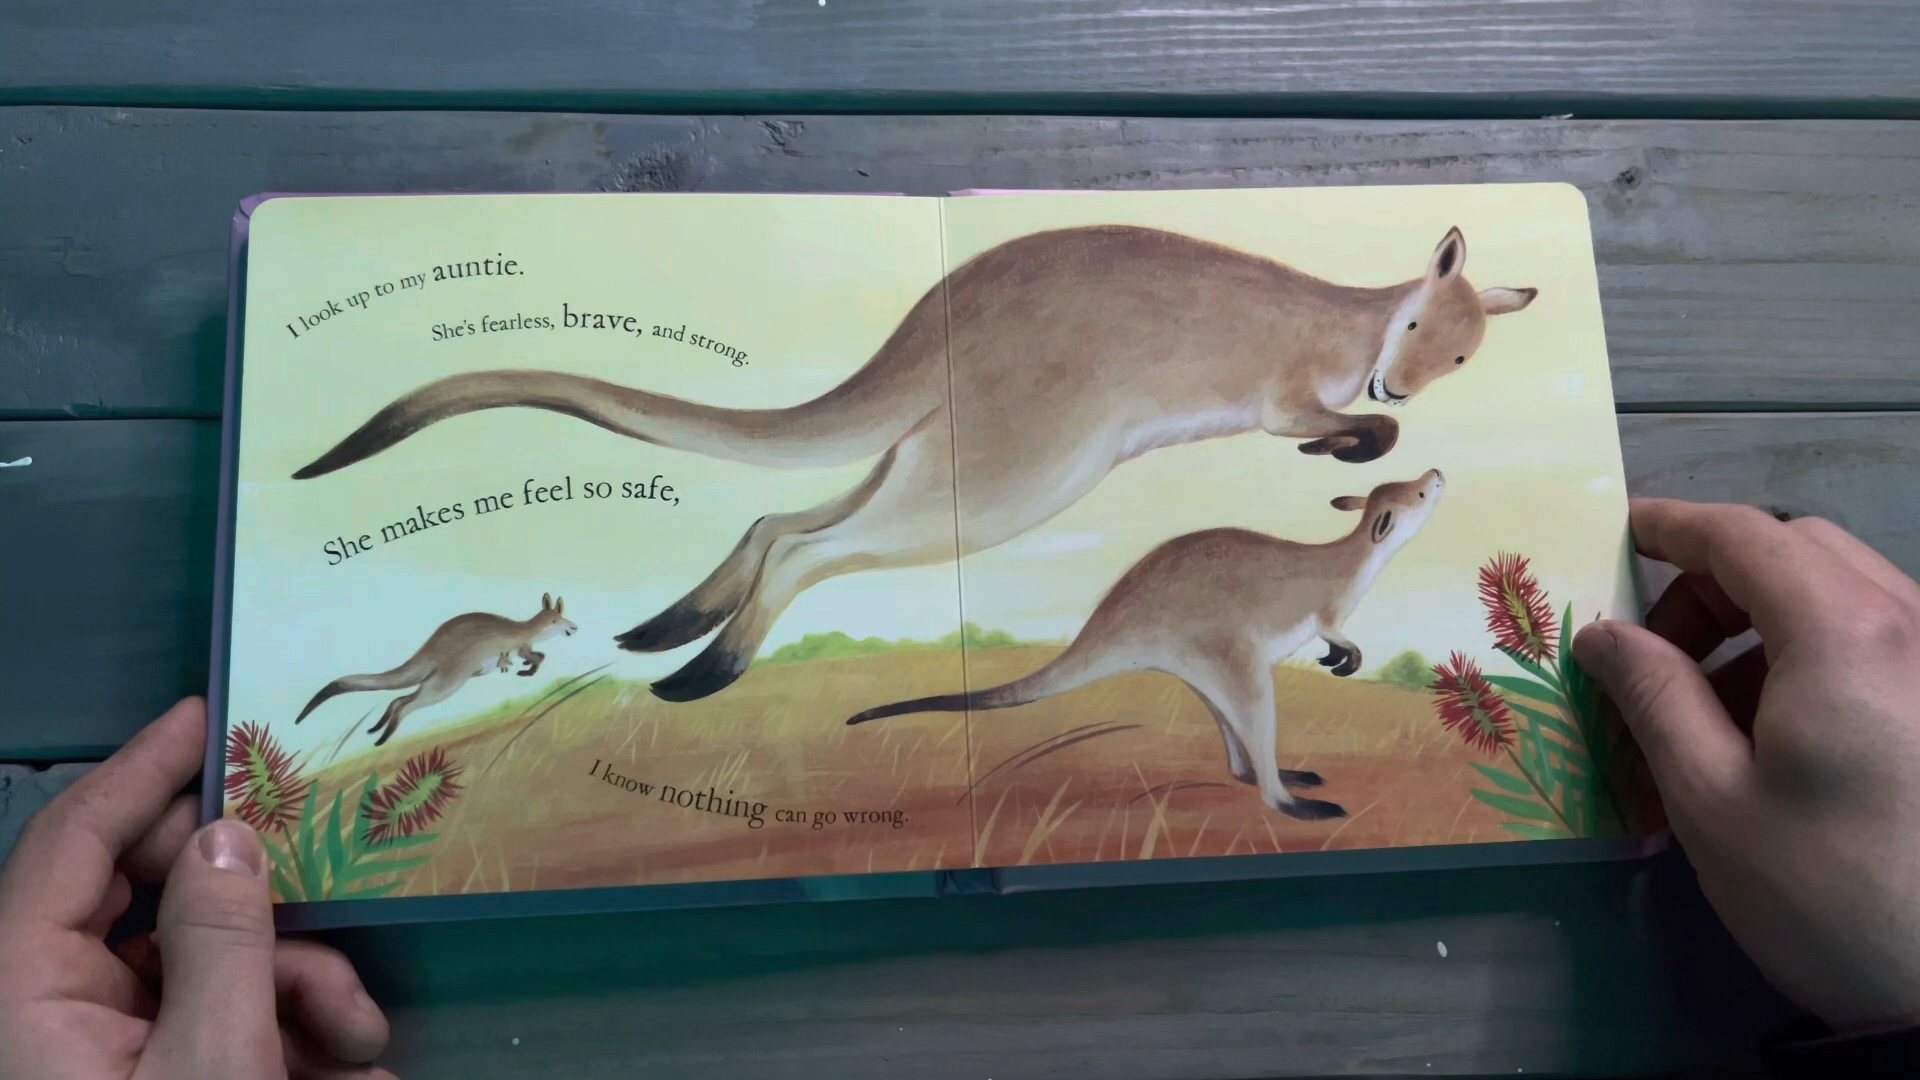 I look up to my auntie.
She's fearless, brave, and strong.
She makes me feel so safe,
I know nothing can go wrong.